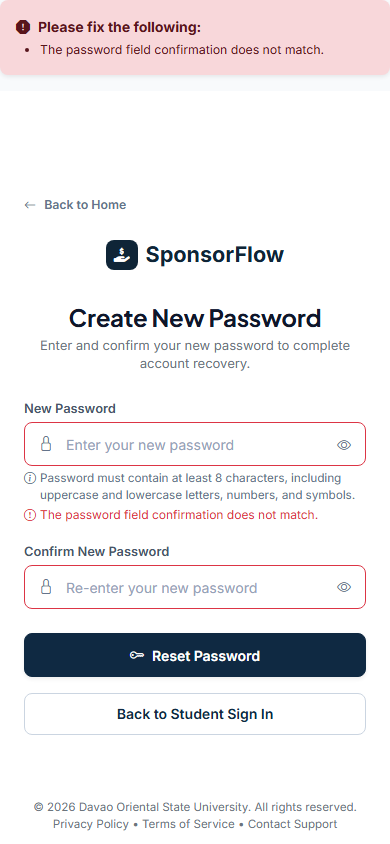 Please fix the following:
• The password field confirmation does not match.
← Back to Home
SponsorFlow
Create New Password
Enter and confirm your new password to complete
account recovery.
New Password
Enter your new password
Password must contain at least 8 characters, including
uppercase and lowercase letters, numbers, and symbols.
The password field confirmation does not match.
Confirm New Password
Re-enter your new password
Reset Password
Back to Student Sign In
© 2026 Davao Oriental State University. All rights reserved.
Privacy Policy • Terms of Service • Contact Support